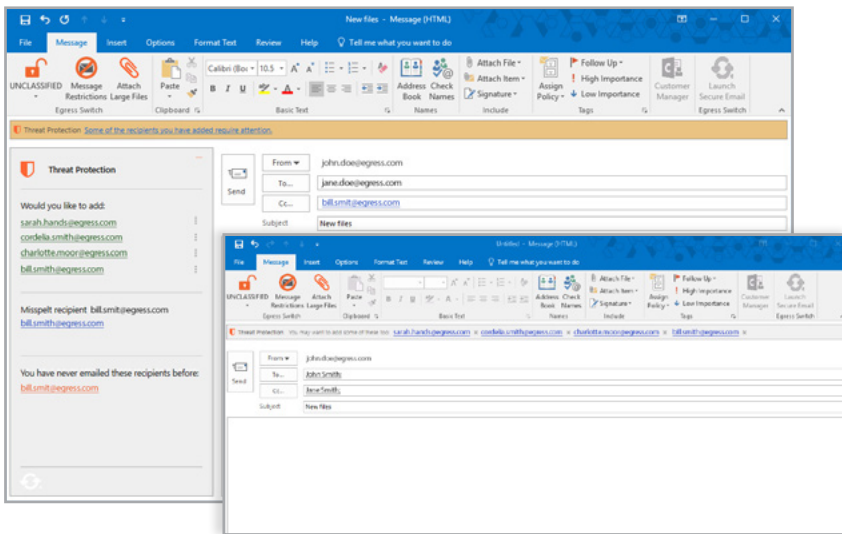 New files - Message (HTML)
File Message Insert Options Format Text Review Help Tell me what you want to do
UNCLASSIFIED Message Restrictions Attach Large Files Paste Calibri (Boc 10.5 B I U Address Book Check Names Attach File Attach Item Signature Assign Policy Follow Up High Importance Low Importance Customer Manager Launch Secure Email
Egress Switch Clipboard Basic Text Names Include Tags Egress Switch
Threat Protection Some of the recipients you have added require attention.
Threat Protection
Would you like to add:
sarah.hands@egress.com
cordelia.smith@egress.com
charlotte.moor@egress.com
bill.smith@egress.com
Misspelt recipient bill.smit@egress.com
bill.smith@egress.com
You have never emailed these recipients before:
bill.smit@egress.com
Send
From john.doe@egress.com
To... jane.doe@egress.com
Cc... bill.smit@egress.com
Subject New files
Untitled - Message (HTML)
File Message Insert Options Format Text Review Help Tell me what you want to do
UNCLASSIFIED Message Restrictions Attach Large Files Paste B I U Address Book Check Names Attach File Attach Item Signature Assign Policy Follow Up High Importance Low Importance Customer Manager Launch Secure Email
Egress Switch Clipboard Basic Text Names Include Tags Egress Switch
Threat Protection You may want to add some of these too: sarah.hands@egress.com x cordelia.smith@egress.com x charlotte.moor@egress.com x bill.smith@egress.com x
Send
From john.doe@egress.com
To... John Smith;
Cc... Jane Smith;
Subject New files